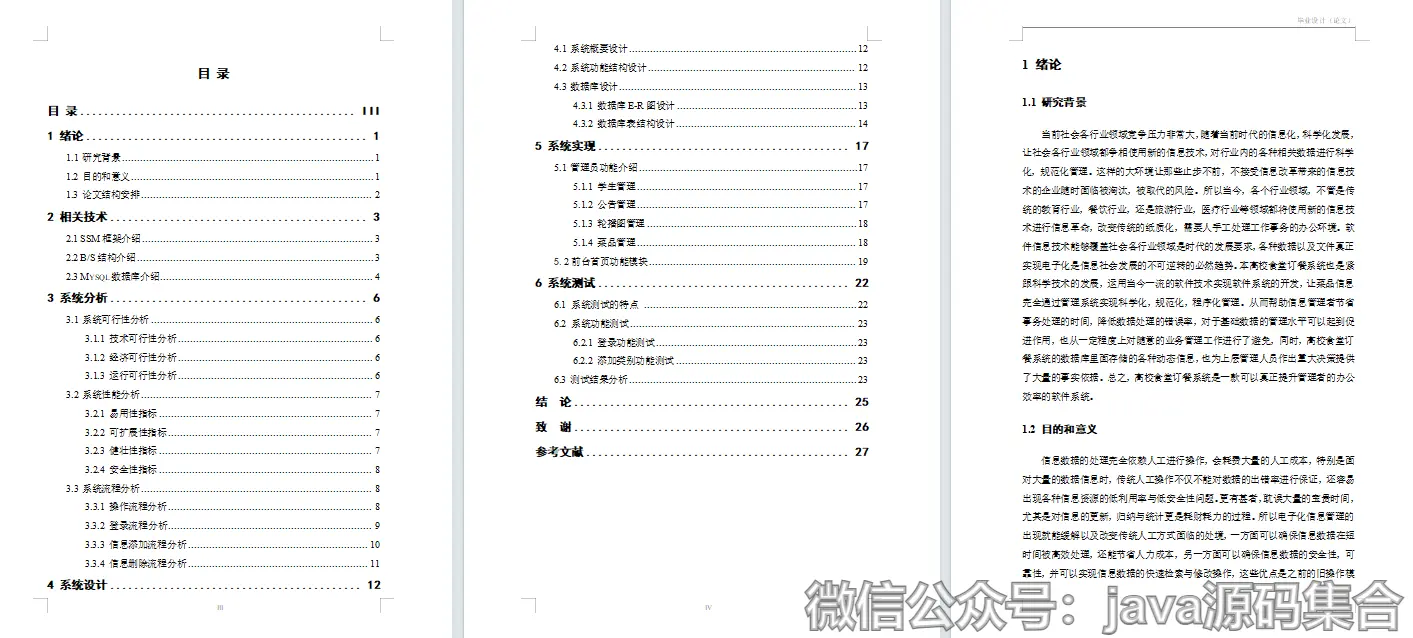 目 录
目 录 III
1 绪论 1
1.1 研究背景 1
1.2 目的和意义 1
1.3 论文结构安排 2
2 相关技术 3
2.1 SSM 框架介绍 3
2.2 B/S 结构介绍 3
2.3 MYSQL 数据库介绍 4
3 系统分析 6
3.1 系统可行性分析 6
3.1.1 技术可行性分析 6
3.1.2 经济可行性分析 6
3.1.3 运行可行性分析 6
3.2 系统性能分析 7
3.2.1 易用性指标 7
3.2.2 可扩展性指标 7
3.2.3 健壮性指标 7
3.2.4 安全性指标 8
3.3 系统流程分析 8
3.3.1 操作流程分析 8
3.3.2 登录流程分析 9
3.3.3 信息添加流程分析 10
3.3.4 信息删除流程分析 11
4 系统设计 12
III
4.1 系统概要设计 12
4.2 系统功能结构设计 12
4.3 数据库设计 13
4.3.1 数据库 E-R 图设计 13
4.3.2 数据库表结构设计 14
5 系统实现 17
5.1 管理员功能介绍 17
5.1.1 学生管理 17
5.1.2 公告管理 17
5.1.3 轮播图管理 18
5.1.4 菜品管理 18
5. 2 前台首页功能模块 19
6 系统测试 22
6.1 系统测试的特点 22
6.2 系统功能测试 23
6.2.1 登录功能测试 23
6.2.2 添加类别功能测试 23
6.3 测试结果分析 23
结 论 25
致 谢 26
参考文献 27
IV
毕业设计（论文）
1 绪论
1.1 研究背景
当前社会各行业领域竞争压力非常大，随着当前时代的信息化，科学化发展，
让社会各行业领域都争相使用新的信息技术，对行业内的各种相关数据进行科学
化，规范化管理。这样的大环境让那些止步不前，不接受信息改革带来的信息技
术的企业随时面临被淘汰，被取代的风险。所以当今，各个行业领域，不管是传
统的教育行业，餐饮行业，还是旅游行业，医疗行业等领域都将使用新的信息技
术进行信息革命，改变传统的纸质化，需要人手工处理工作事务的办公环境。软
件信息技术能够覆盖社会各行业领域是时代的发展要求，各种数据以及文件真正
实现电子化是信息社会发展的不可逆转的必然趋势。本高校食堂订餐系统也是紧
跟科学技术的发展，运用当今一流的软件技术实现软件系统的开发，让菜品信息
完全通过管理系统实现科学化，规范化，程序化管理。从而帮助信息管理者节省
事务处理的时间，降低数据处理的错误率，对于基础数据的管理水平可以起到促
进作用，也从一定程度上对随意的业务管理工作进行了避免，同时，高校食堂订
餐系统的数据库里面存储的各种动态信息，也为上层管理人员作出重大决策提供
了大量的事实依据。总之，高校食堂订餐系统是一款可以真正提升管理者的办公
效率的软件系统。
1.2 目的和意义
信息数据的处理完全依赖人工进行操作，会耗费大量的人工成本，特别是面
对大量的数据信息时，传统人工操作不仅不能对数据的出错率进行保证，还容易
出现各种信息资源的低利用率与低安全性问题。更有甚者，耽误大量的宝贵时间，
尤其是对信息的更新，归纳与统计更是耗财耗力的过程。所以电子化信息管理的
出现就能缓解以及改变传统人工方式面临的处境，一方面可以确保信息数据在短
时间被高效处理，还能节省人力成本，另一方面可以确保信息数据的安全性，可
靠性，并可以实现信息数据的快速检索与修改操作，这些优点是之前的旧操作模
微信公众号：java源码集合